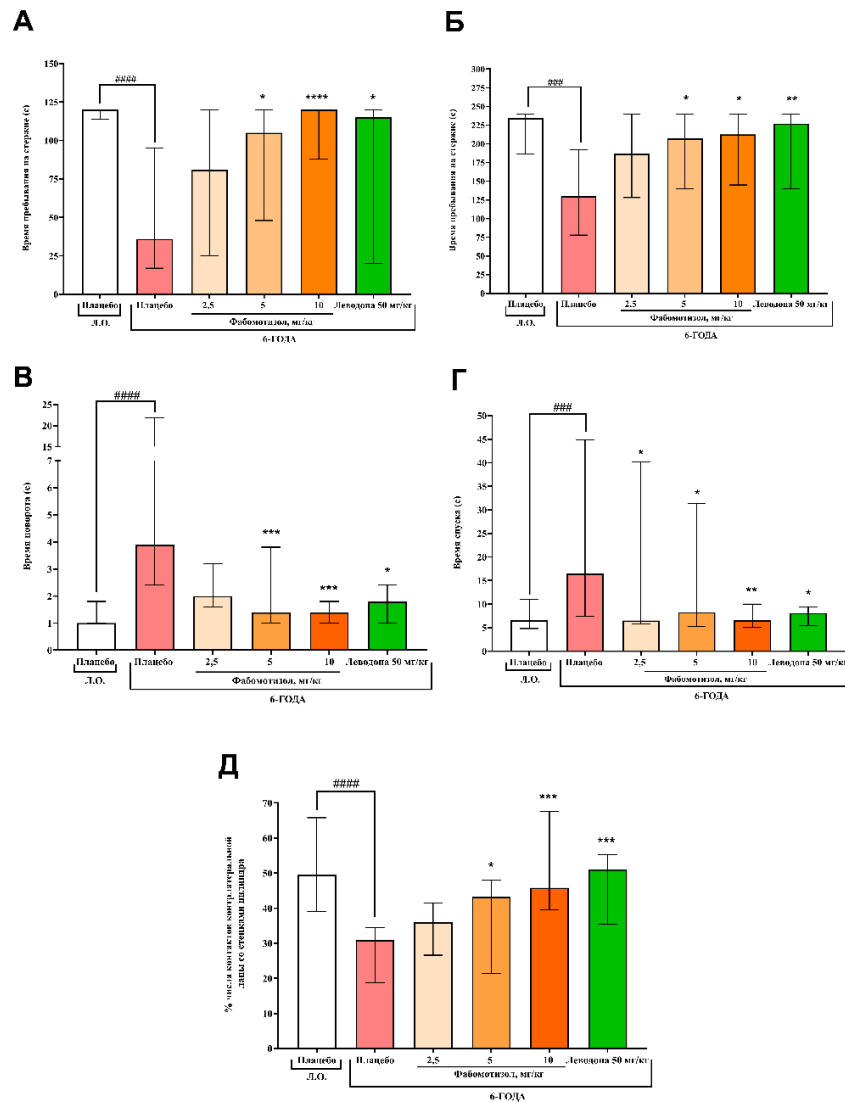 А
Время пребывания на стержне (с)
150
125
100
75
50
25
0
####
*
****
*
Плацебо
Плацебо
2,5
5
10
Леводопа 50 мг/кг
Л.О.
Фабомотизол, мг/кг
6-ГОДА
Б
Время пребывания на стержне (с)
300
275
250
225
200
175
150
125
100
75
50
25
0
###
*
*
**
Плацебо
Плацебо
2,5
5
10
Леводопа 50 мг/кг
Л.О.
Фабомотизол, мг/кг
6-ГОДА
В
Время поворота (с)
25
20
15
10
7
6
5
4
3
2
1
0
####
***
***
*
Плацебо
Плацебо
2,5
5
10
Леводопа 50 мг/кг
Л.О.
Фабомотизол, мг/кг
6-ГОДА
Г
Время спуска (с)
50
45
40
35
30
25
20
15
10
5
0
###
*
*
**
*
Плацебо
Плацебо
2,5
5
10
Леводопа 50 мг/кг
Л.О.
Фабомотизол, мг/кг
6-ГОДА
Д
% числа контактов контрлатеральной
лапы со стенками цилиндра
70
60
50
40
30
20
10
0
####
*
***
***
Плацебо
Плацебо
2,5
5
10
Леводопа 50 мг/кг
Л.О.
Фабомотизол, мг/кг
6-ГОДА